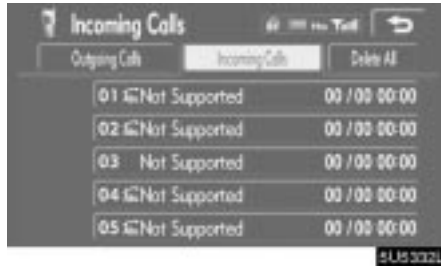 Incoming Calls
Outgoing Calls Incoming Calls Delete All
01 Not Supported 00/00 00:00
02 Not Supported 00/00 00:00
03 Not Supported 00/00 00:00
04 Not Supported 00/00 00:00
05 Not Supported 00/00 00:00